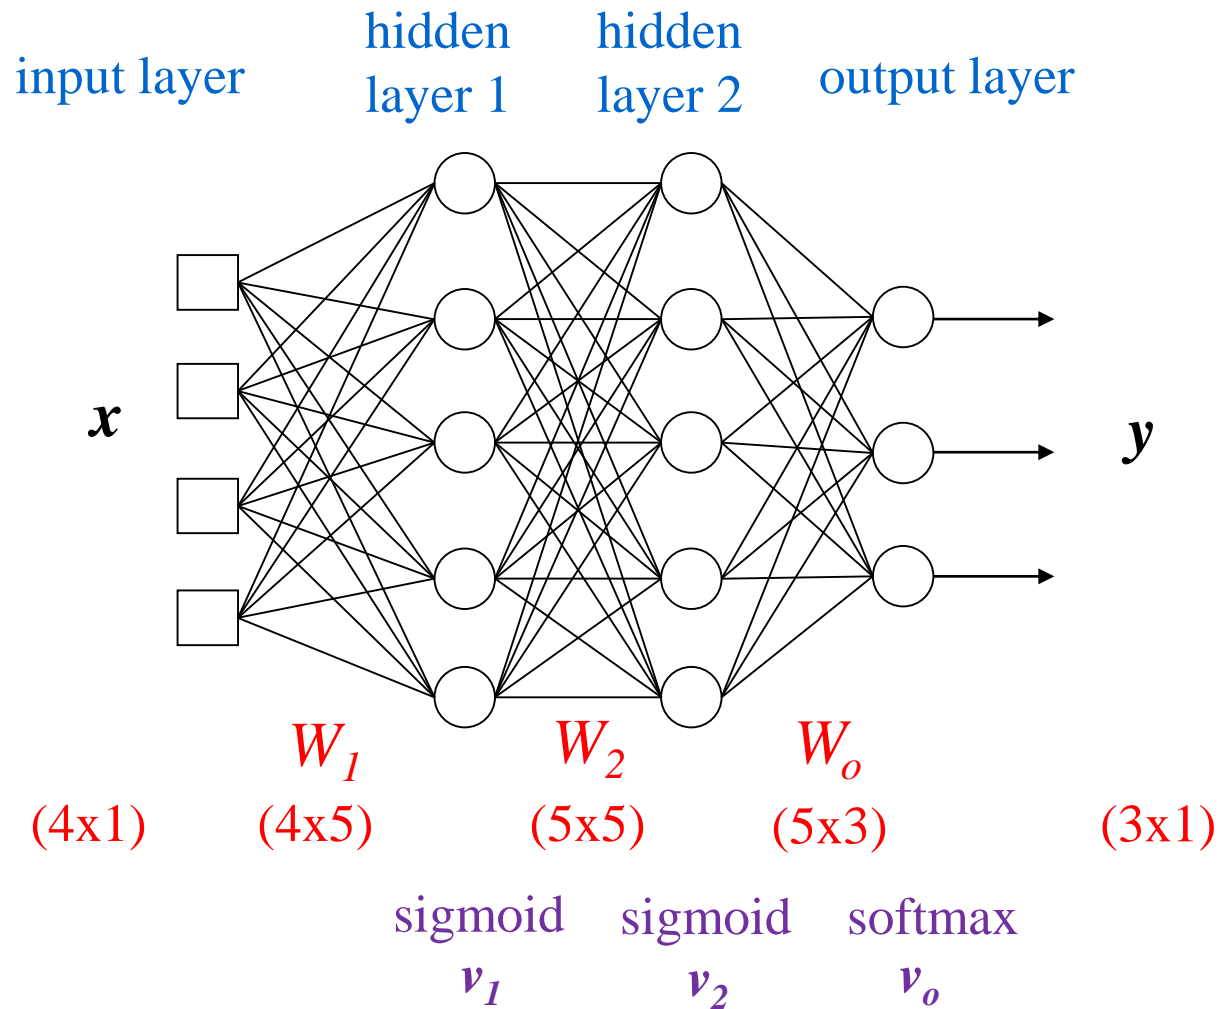 input layer
hidden
layer 1
hidden
layer 2
output layer
x
y
W1
W2
Wo
(4x1)
(4x5)
(5x5)
(5x3)
(3x1)
sigmoid
v1
sigmoid
v2
softmax
vo